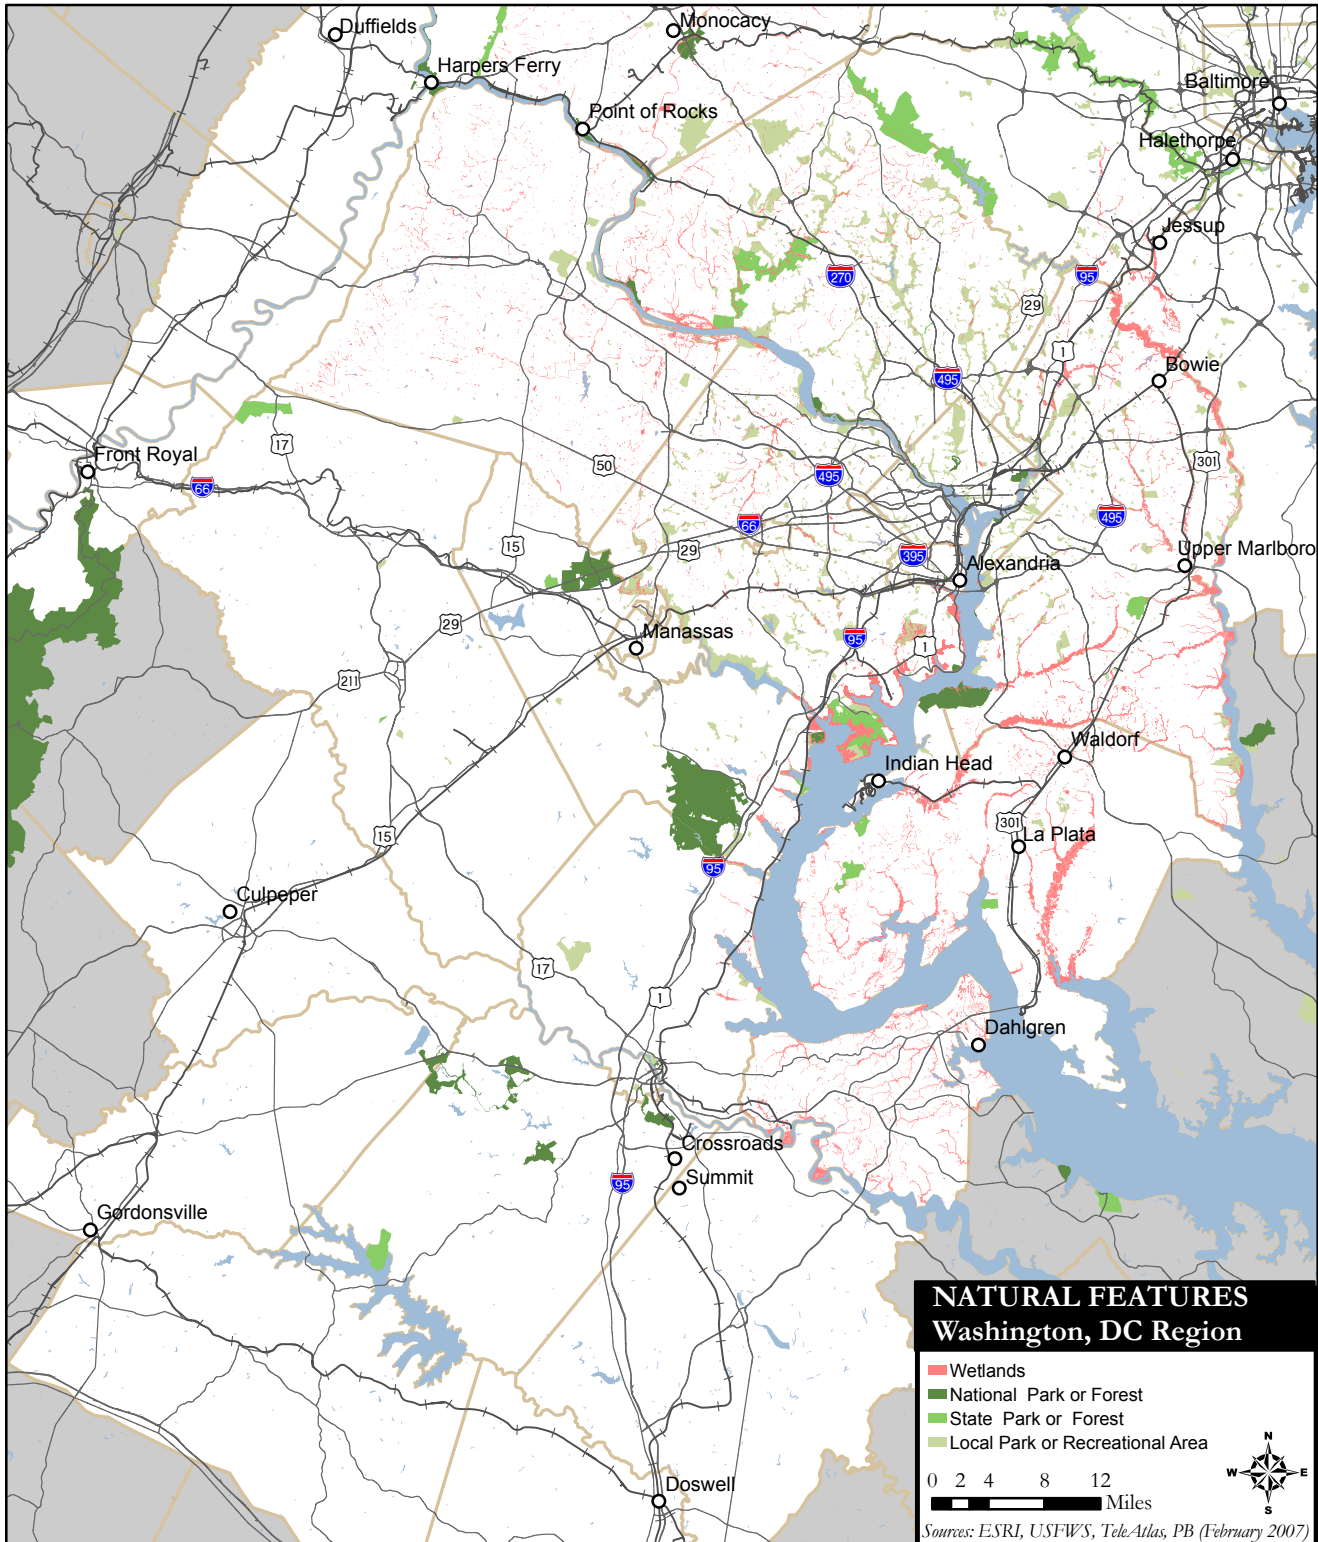 Duffields
Monocacy
Harpers Ferry
Baltimore
Point of Rocks
Halethorpe
Jessup
270
95
29
1
495
Bowie
17
Front Royal
50
301
66
495
66
495
15
29
395
Upper Marlboro
Alexandria
29
Manassas
95
1
211
Waldorf
Indian Head
301
15
La Plata
95
Culpeper
17
1
Dahlgren
Crossroads
95
Summit
Gordonsville
Doswell
NATURAL FEATURES
Washington, DC Region
Wetlands
National Park or Forest
State Park or Forest
Local Park or Recreational Area
N
W E
S
0 2 4 8 12
Miles
Sources: ESRI, USFWS, TeleAtlas, PB (February 2007)